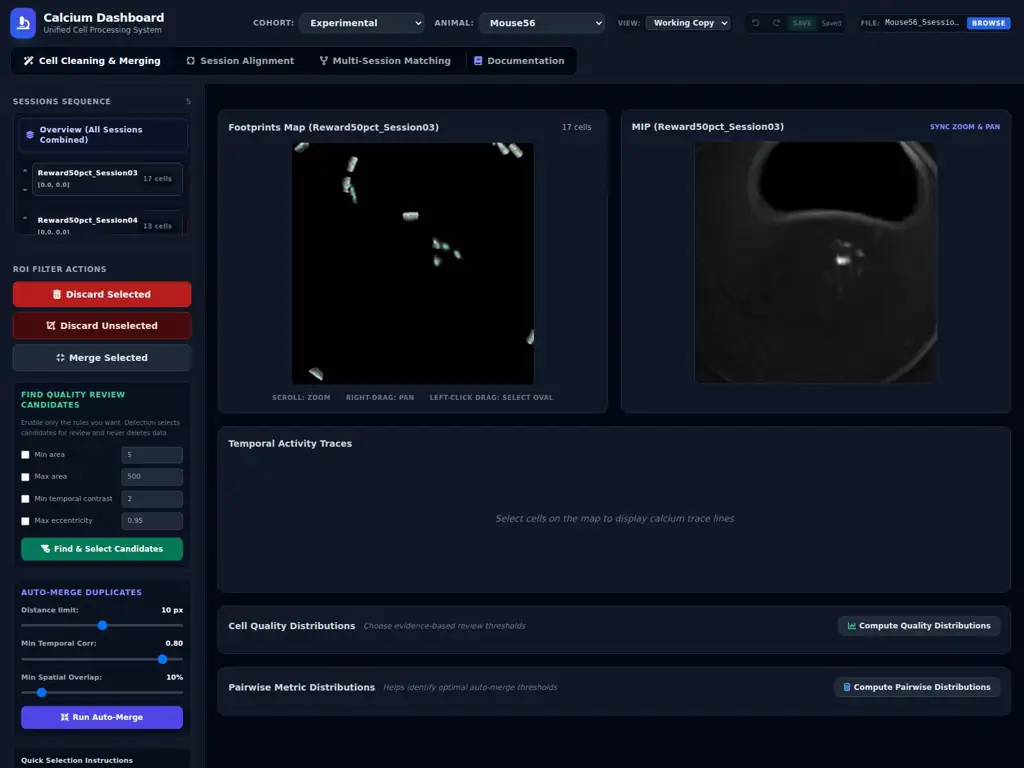 Calcium Dashboard
Unified Cell Processing System
COHORT: Experimental ANIMAL: Mouse56 VIEW: Working Copy SAVE Saved FILE: Mouse56_5sessio… BROWSE
Cell Cleaning & Merging Session Alignment Multi-Session Matching Documentation
SESSIONS SEQUENCE 5
Overview (All Sessions
Combined)
Reward50pct_Session03
[0.0, 0.0]
17 cells
Reward50pct_Session04
[0.0, 0.0]
13 cells
ROI FILTER ACTIONS
Discard Selected
Discard Unselected
Merge Selected
FIND QUALITY REVIEW
CANDIDATES
Enable only the rules you want. Detection selects
candidates for review and never deletes data.
Min area 5
Max area 500
Min temporal contrast 2
Max eccentricity 0.95
Find & Select Candidates
AUTO-MERGE DUPLICATES
Distance limit: 10 px
Min Temporal Corr: 0.80
Min Spatial Overlap: 10%
Run Auto-Merge
Quick Selection Instructions
Footprints Map (Reward50pct_Session03) 17 cells
SCROLL: ZOOM RIGHT-DRAG: PAN LEFT-CLICK DRAG: SELECT OVAL
MIP (Reward50pct_Session03) SYNC ZOOM & PAN
Temporal Activity Traces
Select cells on the map to display calcium trace lines
Cell Quality Distributions Choose evidence-based review thresholds Compute Quality Distributions
Pairwise Metric Distributions Helps identify optimal auto-merge thresholds Compute Pairwise Distributions